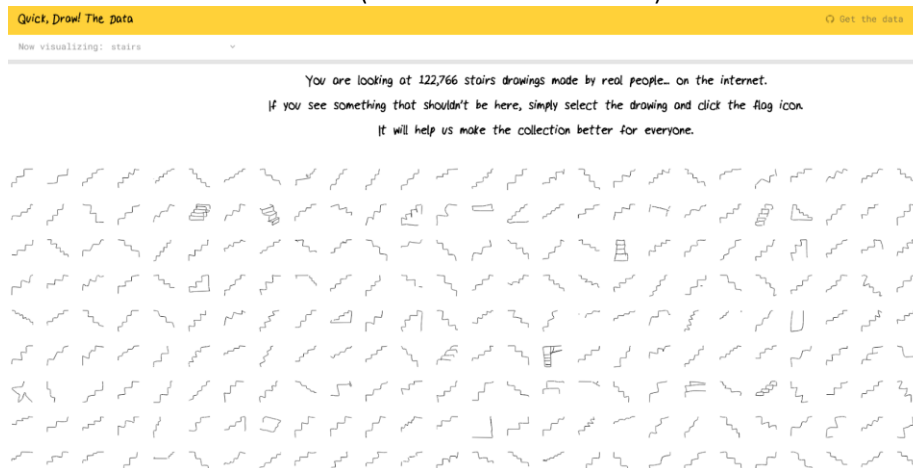 Quick, Draw! The Data
Get the data
Now visualizing: stairs
You are looking at 122,766 stairs drawings made by real people... on the internet.
If you see something that shouldn't be here, simply select the drawing and click the flag icon.
It will help us make the collection better for everyone.